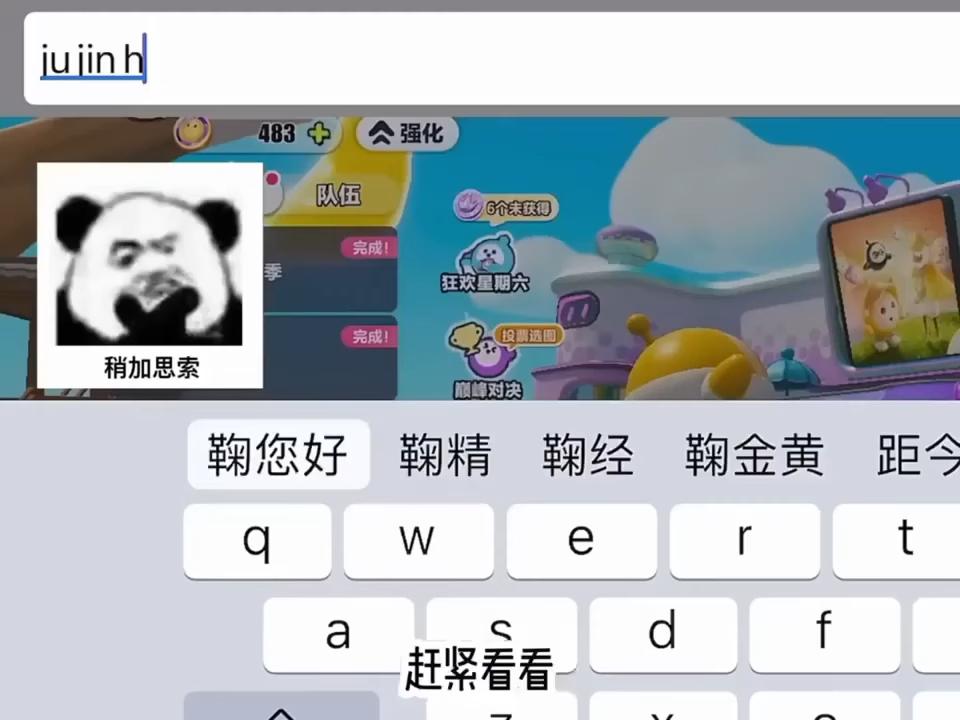 ju jin h
483
强化
队伍
6个未获得
完成!
季
狂欢星期六
完成!
投票选图
巅峰对决
稍加思索
鞠您好 鞠精 鞠经 鞠金黄 距今
q w e r t
a s d f
赶紧看看
z x c